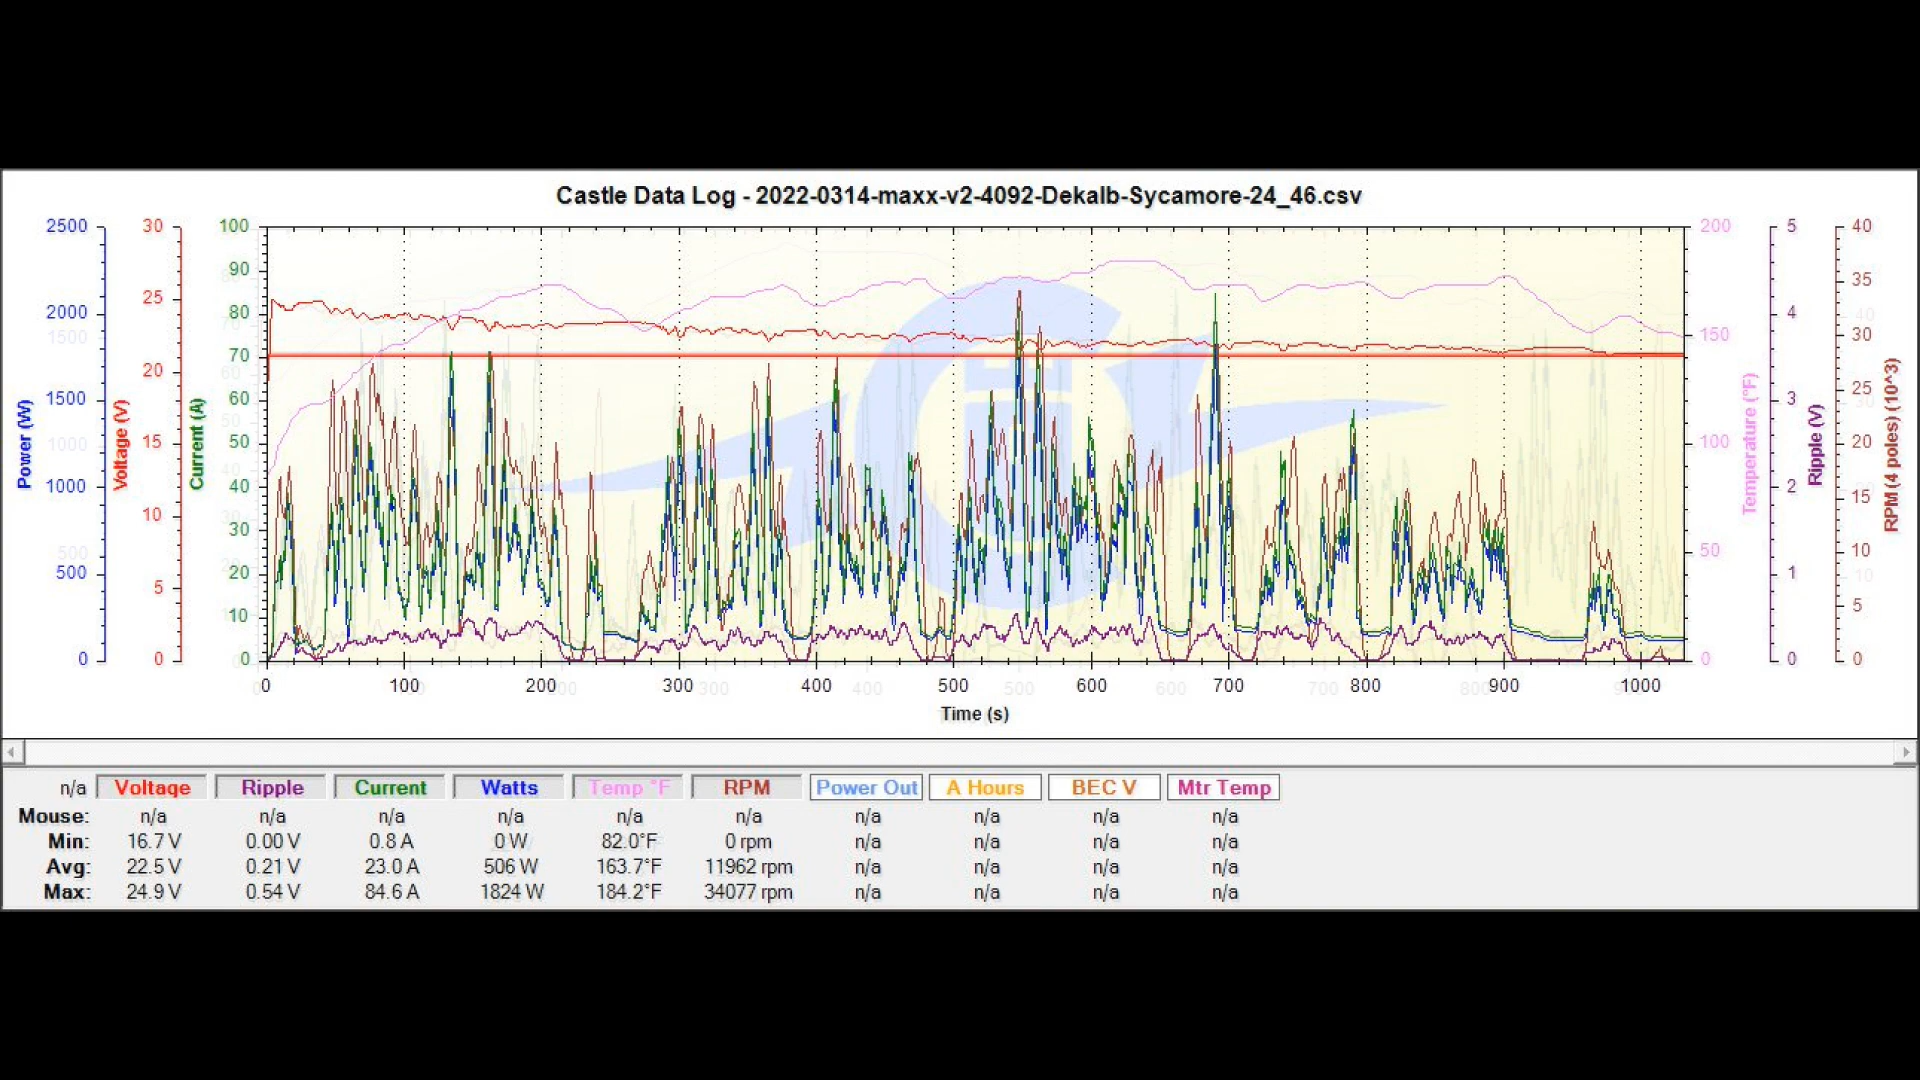 Castle Data Log - 2022-0314-maxx-v2-4092-Dekalb-Sycamore-24_46.csv
2500 30 100 200 5 40
90 35
25 80 4
2000 30
1500 150
20 70
60 25
1500 3
15 50 100 20
1000 40 2 15
10
30
500 50 10
500 20 1
5 10 5
0 0 0 0 0 0
Power (W)
Voltage (V)
Current (A)
Temperature (°F)
Ripple (V)
RPM (4 poles) (10^3)
0 100 200 300 400 500 600 700 800 900 1000
Time (s)
n/a Voltage Ripple Current Watts Temp °F RPM Power Out A Hours BEC V Mtr Temp
Mouse: n/a n/a n/a n/a n/a n/a n/a n/a n/a n/a
Min: 16.7 V 0.00 V 0.8 A 0 W 82.0°F 0 rpm n/a n/a n/a n/a
Avg: 22.5 V 0.21 V 23.0 A 506 W 163.7°F 11962 rpm n/a n/a n/a n/a
Max: 24.9 V 0.54 V 84.6 A 1824 W 184.2°F 34077 rpm n/a n/a n/a n/a